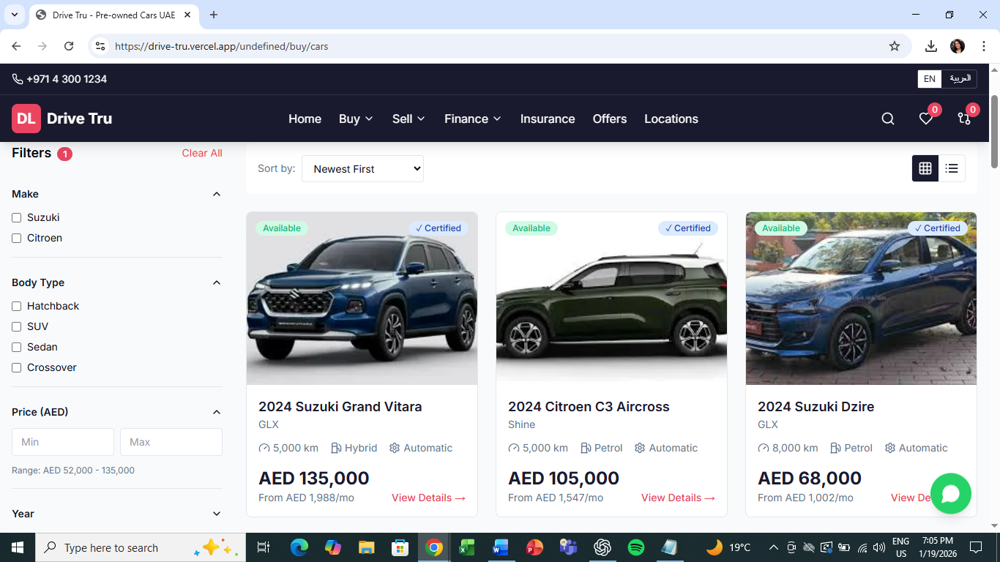 Drive Tru - Pre-owned Cars UAE
https://drive-tru.vercel.app/undefined/buy/cars
+971 4 300 1234
EN
العربية
DL Drive Tru
Home Buy Sell Finance Insurance Offers Locations
0
0
Filters 1
Clear All
Make
Suzuki
Citroen
Body Type
Hatchback
SUV
Sedan
Crossover
Price (AED)
Min
Max
Range: AED 52,000 - 135,000
Year
Sort by: Newest First
Available
✓ Certified
GRAND VITARA
2024 Suzuki Grand Vitara
GLX
5,000 km Hybrid Automatic
AED 135,000
From AED 1,988/mo
View Details →
Available
✓ Certified
2024 Citroen C3 Aircross
Shine
5,000 km Petrol Automatic
AED 105,000
From AED 1,547/mo
View Details →
Available
✓ Certified
2024 Suzuki Dzire
GLX
8,000 km Petrol Automatic
AED 68,000
From AED 1,002/mo
View De
Type here to search
19°C
ENG
US
7:05 PM
1/19/2026